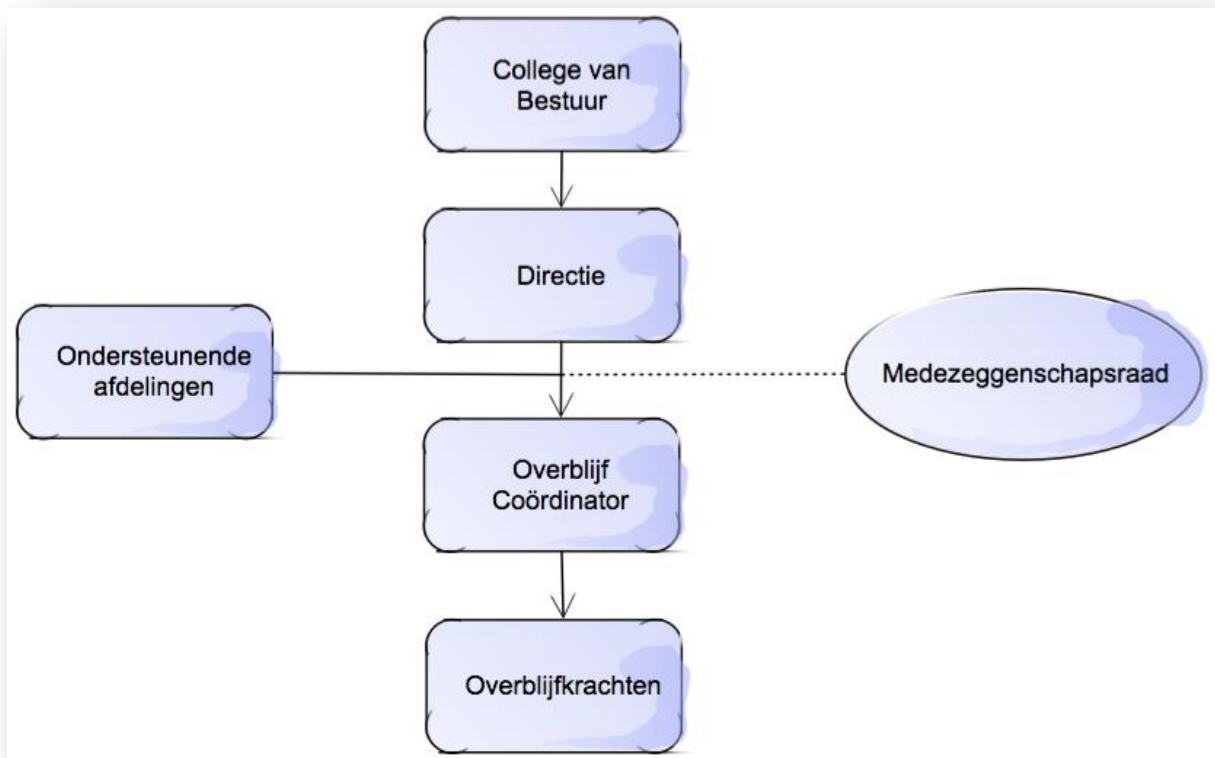 College van
Bestuur
Directie
Ondersteunende
afdelingen
Medezeggenschapsraad
Overblijf
Coördinator
Overblijfkrachten